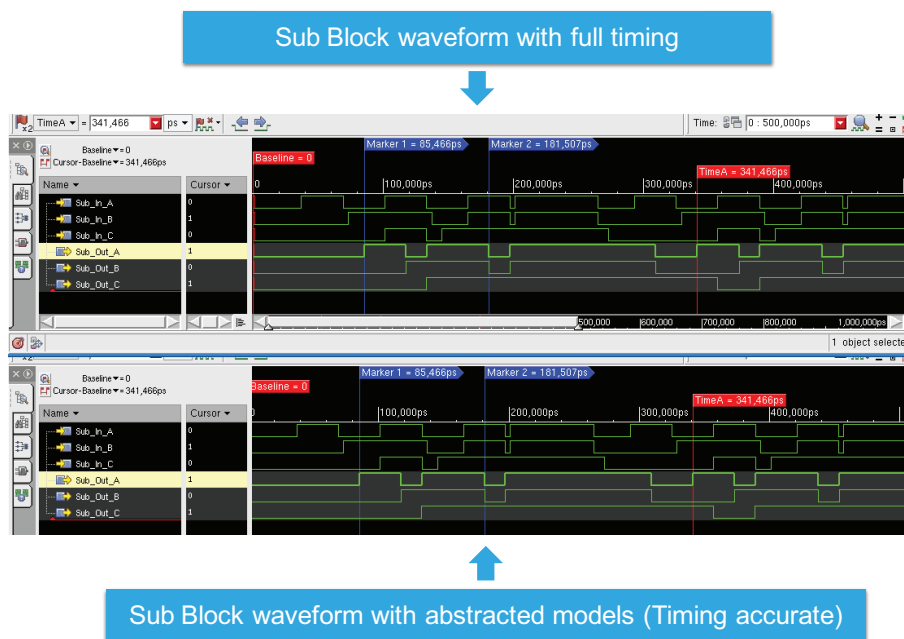 Sub Block waveform with full timing
x2 TimeA = 341,466 ps Time: 0 : 500,000ps
Baseline = 0
Cursor-Baseline = 341,466ps
Marker 1 = 85,466ps Marker 2 = 181,507ps
Baseline = 0
TimeA = 341,466ps
Name Cursor 0 100,000ps 200,000ps 300,000ps 400,000ps
Sub_In_A 0
Sub_In_B 1
Sub_In_C 0
Sub_Out_A 1
Sub_Out_B 0
Sub_Out_C 1
500,000 600,000 700,000 800,000 1,000,000ps
1 object selecte
Baseline = 0
Cursor-Baseline = 341,466ps
Marker 1 = 85,466ps Marker 2 = 181,507ps
Baseline = 0
TimeA = 341,466ps
Name Cursor 100,000ps 200,000ps 300,000ps 400,000ps
Sub_In_A 0
Sub_In_B 1
Sub_In_C 0
Sub_Out_A 1
Sub_Out_B 0
Sub_Out_C 1
Sub Block waveform with abstracted models (Timing accurate)